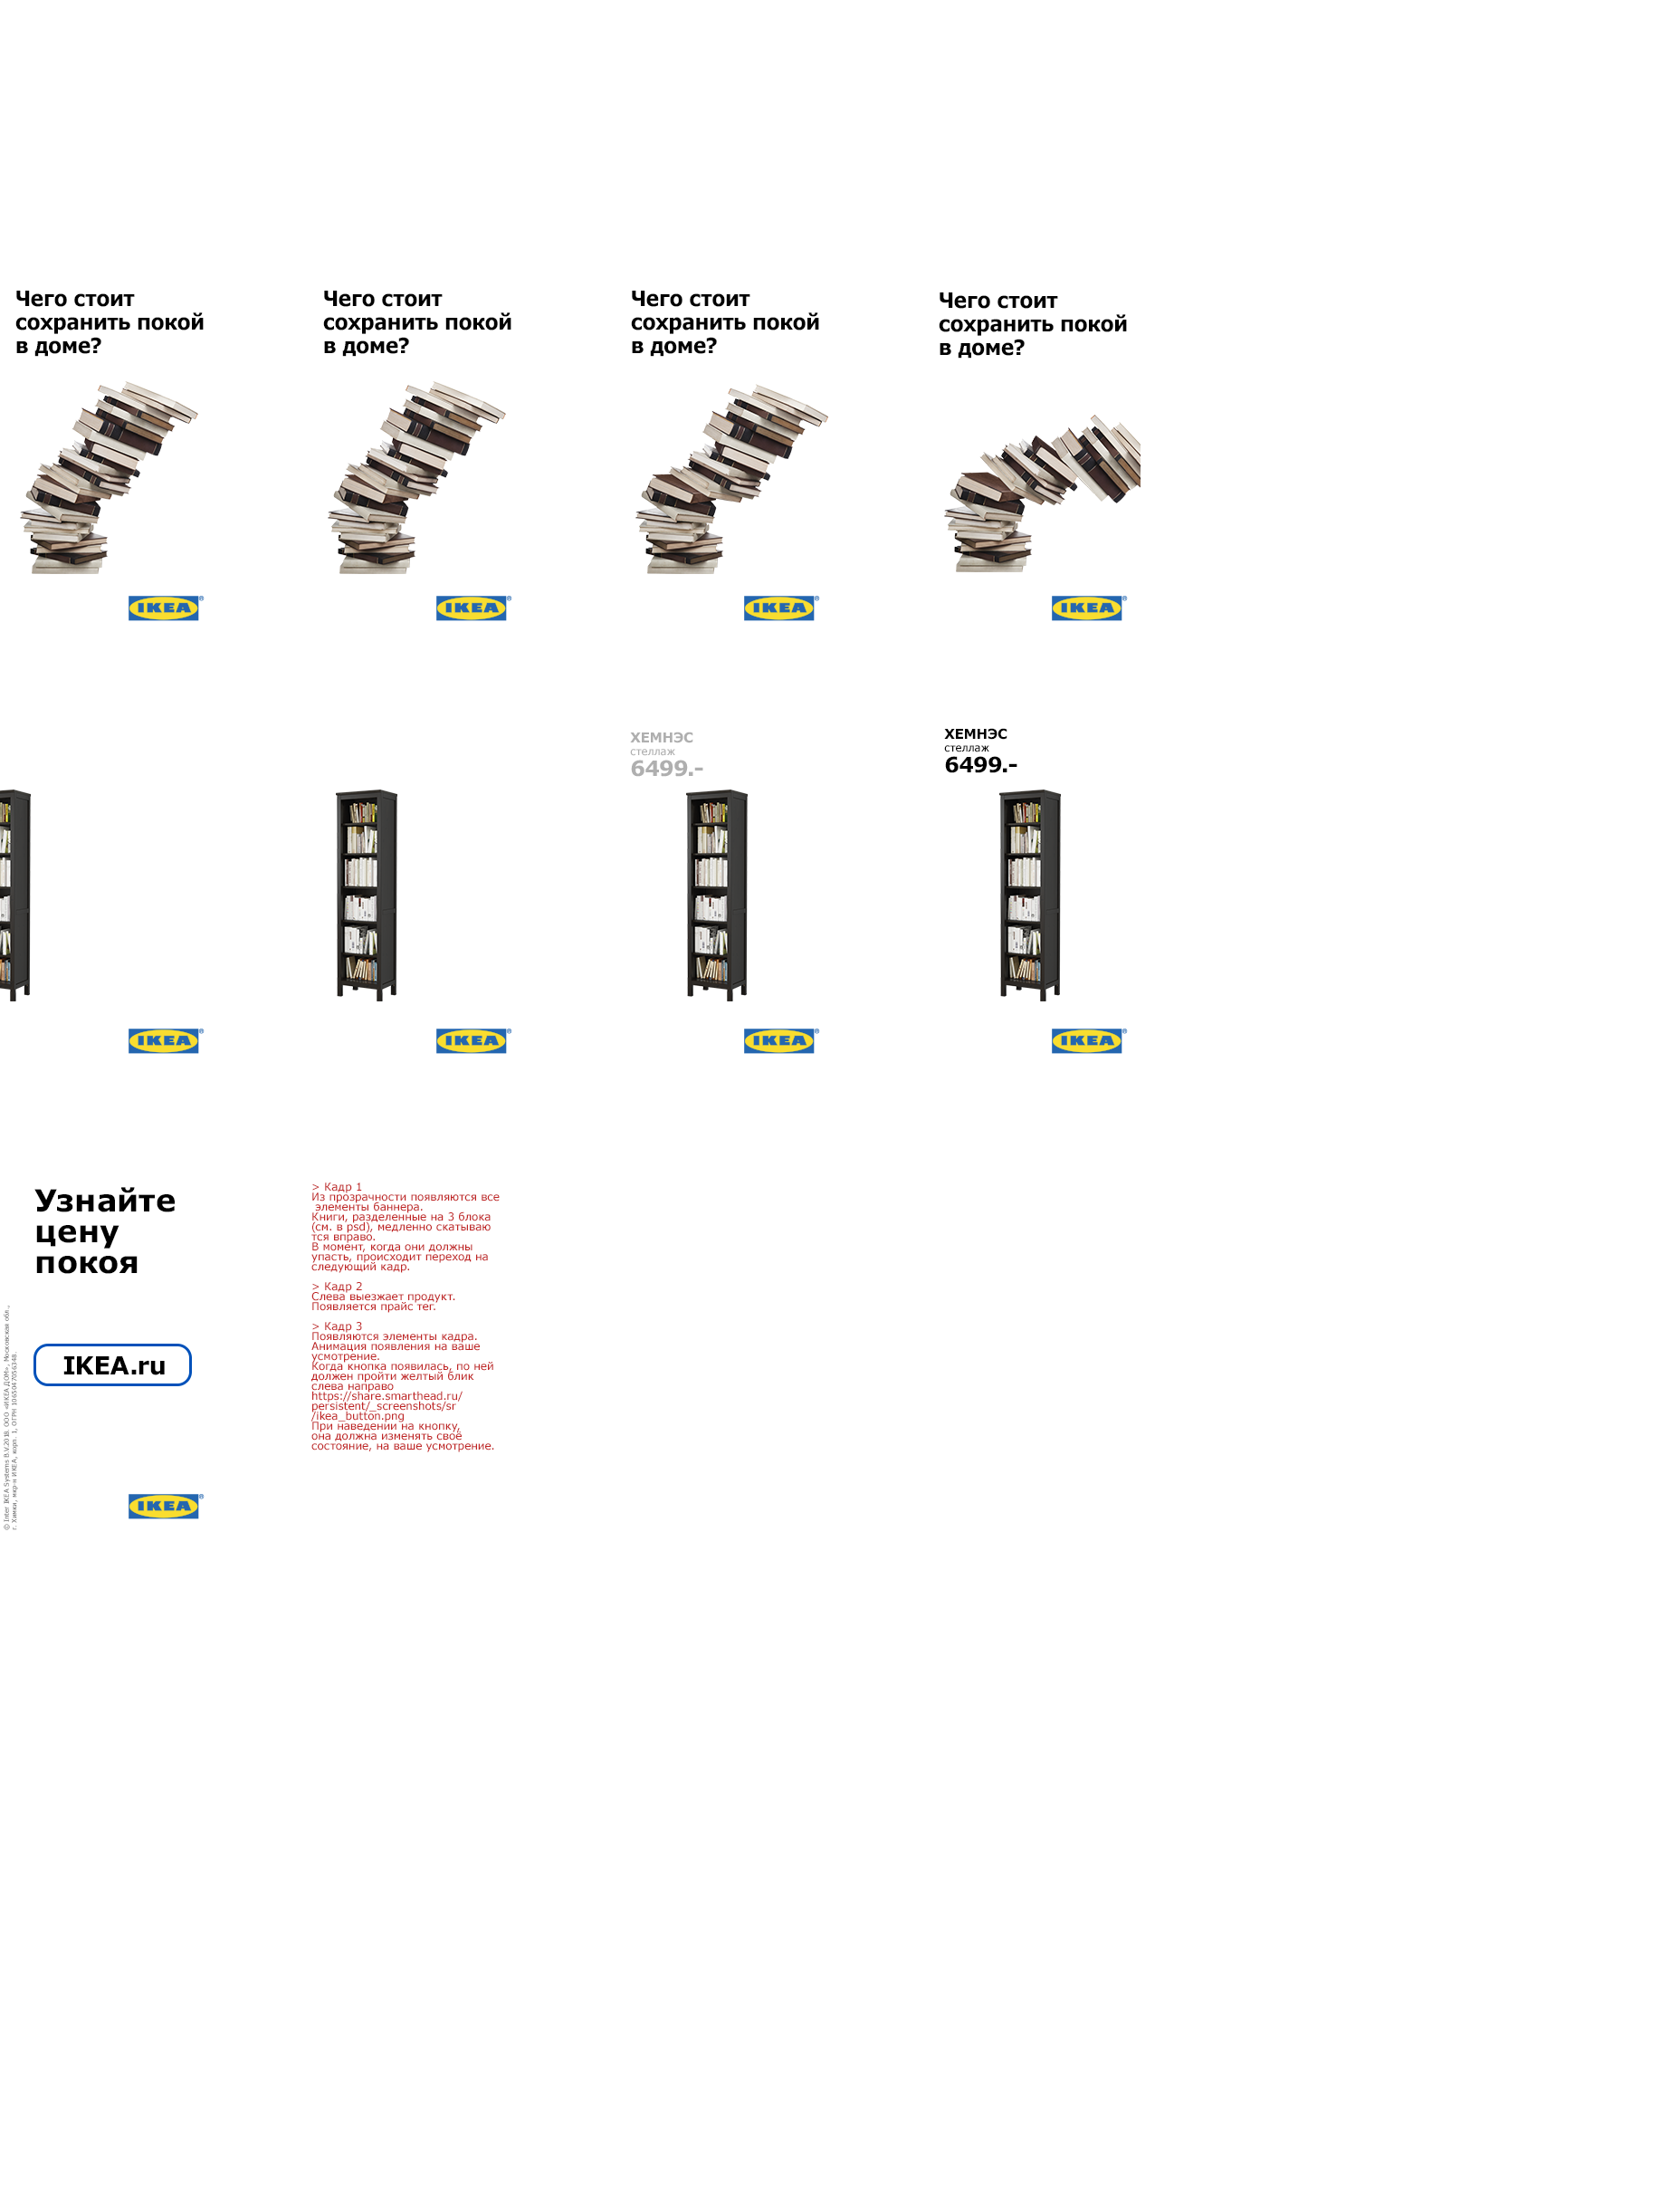 Чего стоит
сохранить покой
в доме?
Чего стоит
сохранить покой
в доме?
Чего стоит
сохранить покой
в доме?
Чего стоит
сохранить покой
в доме?
IKEA®
IKEA®
IKEA®
IKEA®
ХЕМНЭС
стеллаж
6499.-
ХЕМНЭС
стеллаж
6499.-
IKEA®
IKEA®
IKEA®
IKEA®
Узнайте
цену
покоя
IKEA.ru
© Inter IKEA Systems B.V.2018. ООО «ИКЕА ДОМ», Московская обл.,
г. Химки, мкр-н ИКЕА, корп. 1, ОГРН 1065047056348.
IKEA®
> Кадр 1
Из прозрачности появляются все
элементы баннера.
Книги, разделенные на 3 блока
(см. в psd), медленно скатываю
тся вправо.
В момент, когда они должны
упасть, происходит переход на
следующий кадр.
> Кадр 2
Слева выезжает продукт.
Появляется прайс тег.
> Кадр 3
Появляются элементы кадра.
Анимация появления на ваше
усмотрение.
Когда кнопка появилась, по ней
должен пройти желтый блик
слева направо
https://share.smarthead.ru/
persistent/_screenshots/sr
/ikea_button.png
При наведении на кнопку,
она должна изменять своё
состояние, на ваше усмотрение.